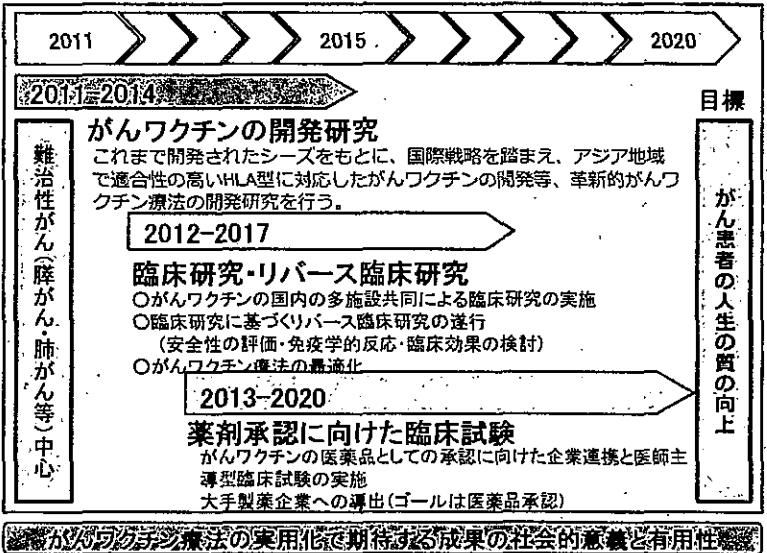 2011 2015 2020
2011-2014
目標
がんワクチンの開発研究
これまで開発されたシーズをもとに、国際戦略を踏まえ、アジア地域
で適合性の高いHLA型に対応したがんワクチンの開発等、革新的がんワ
クチン療法の開発研究を行う。
難治性がん(膵がん・肺がん等)中心
2012-2017
臨床研究・リバース臨床研究
○がんワクチンの国内の多施設共同による臨床研究の実施
○臨床研究に基づくリバース臨床研究の遂行
(安全性の評価・免疫学的反応・臨床効果の検討)
○がんワクチン療法の最適化
2013-2020
薬剤承認に向けた臨床試験
がんワクチンの医薬品としての承認に向けた企業連携と医師主
導型臨床試験の実施
大手製薬企業への導出(ゴールは医薬品承認)
がん患者の人生の質の向上
がんワクチン療法の実用化で期待する成果の社会的意義と有用性